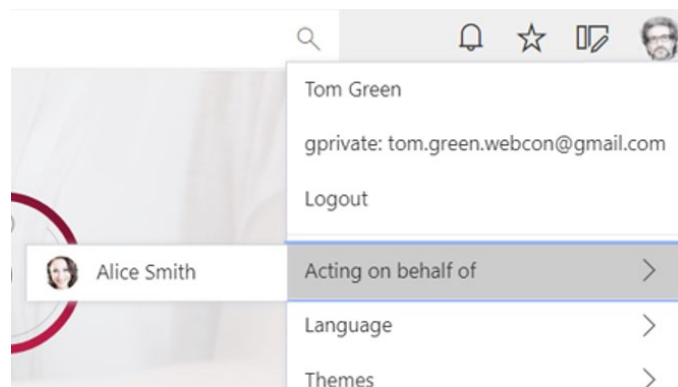 Tom Green
gprivate: tom.green.webcon@gmail.com
Logout
Alice Smith
Acting on behalf of
Language
Themes